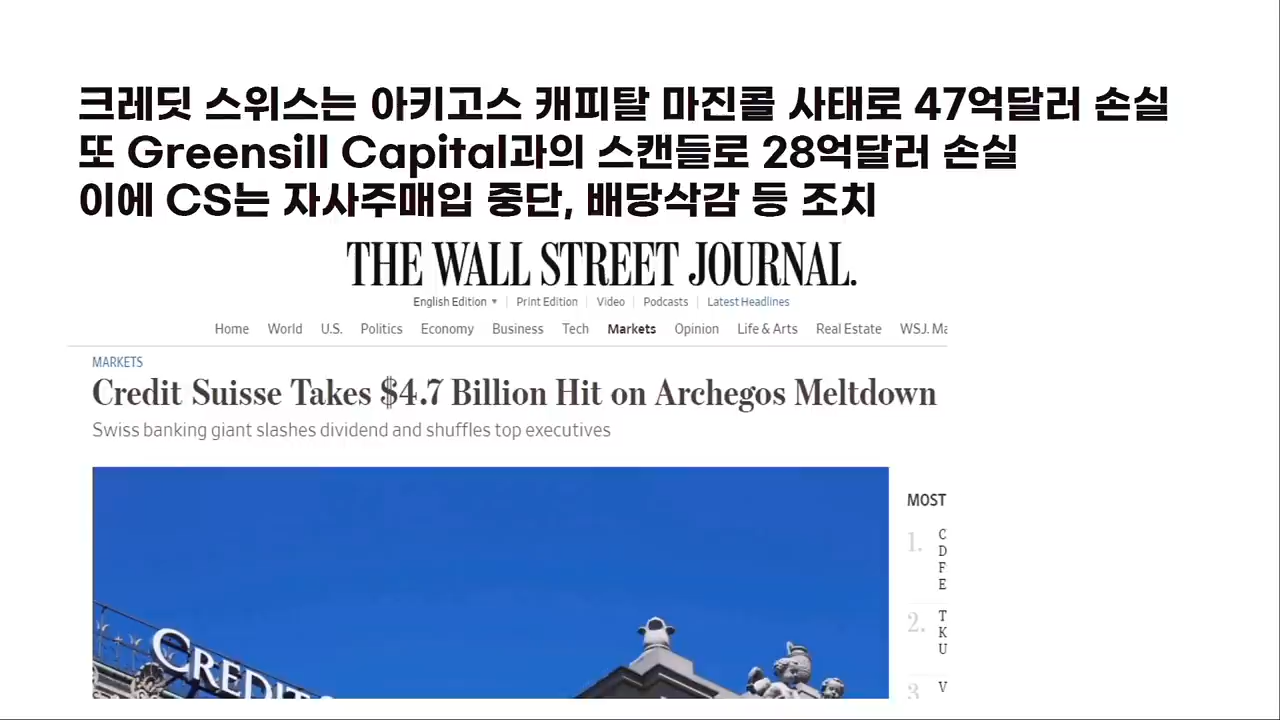 크레딧 스위스는 아키고스 캐피탈 마진콜 사태로 47억달러 손실
또 Greensill Capital과의 스캔들로 28억달러 손실
이에 CS는 자사주매입 중단, 배당삭감 등 조치
THE WALL STREET JOURNAL.
English Edition ▼ | Print Edition | Video | Podcasts | Latest Headlines
Home World U.S. Politics Economy Business Tech Markets Opinion Life & Arts Real Estate WSJ. Ma
MARKETS
Credit Suisse Takes $4.7 Billion Hit on Archegos Meltdown
Swiss banking giant slashes dividend and shuffles top executives
MOST
1. C
D
F
E
2. T
K
U
3 V
CREDIT